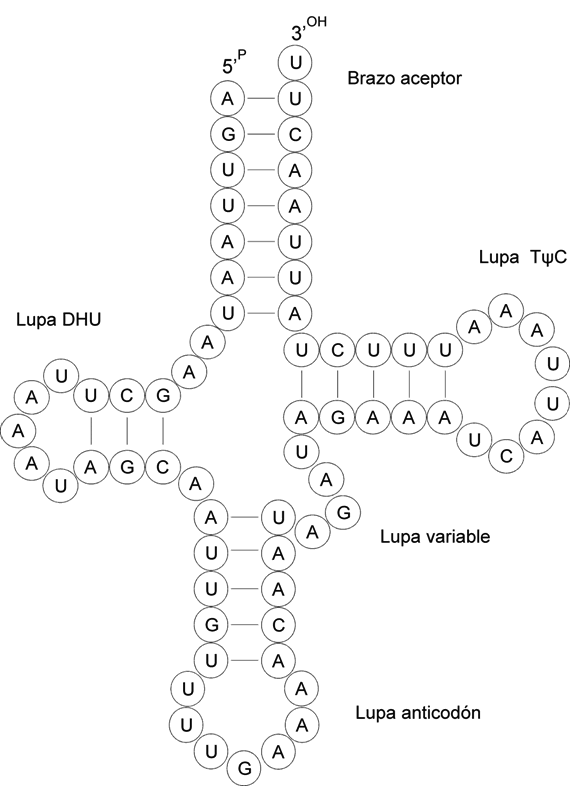 3’OH
5’P
U
Brazo aceptor
A U
G C
U A
U A
A U
Lupa TψC
A U
A
U A
Lupa DHU
A A
A
U C U U U
U
A
U
A
U C G
U
A G A A A
A
A
U
U
C
A
A G C
A
A
U
G
A U
A
Lupa variable
U A
U A
G C
U A
U A
Lupa anticodón
U A
U A
G